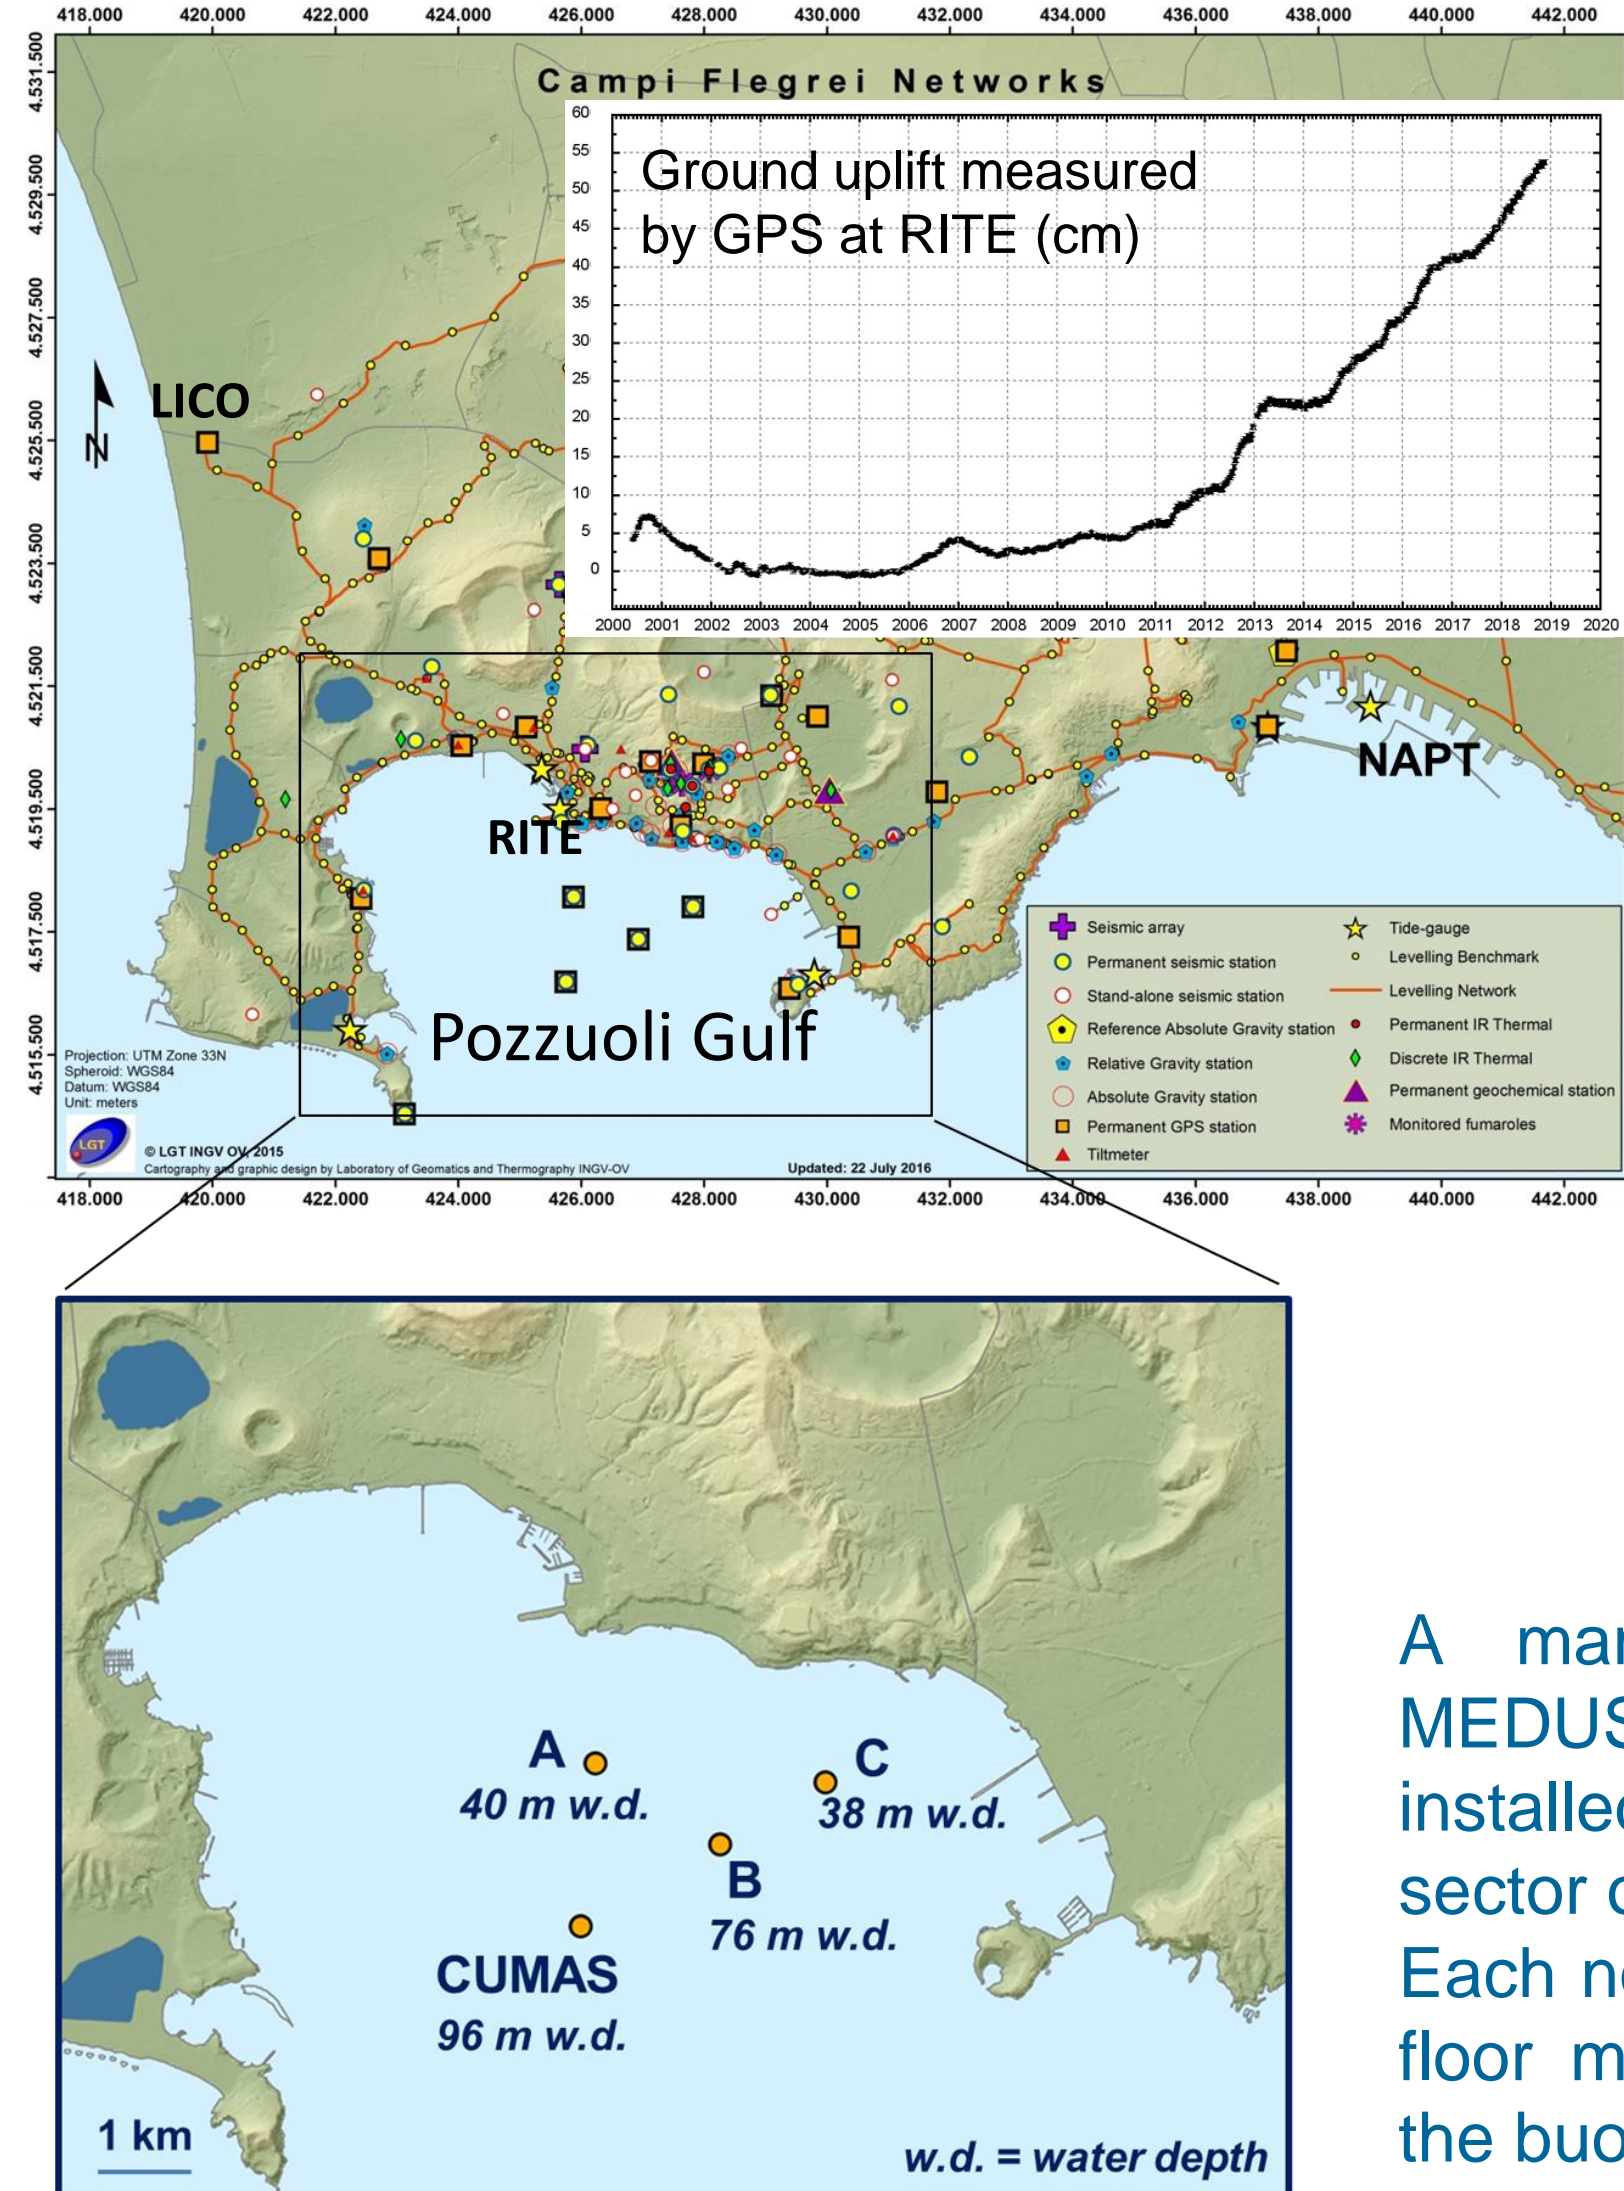 418.000 420.000 422.000 424.000 426.000 428.000 430.000 432.000 434.000 436.000 438.000 440.000 442.000
4.531.500
4.529.500
4.527.500
4.525.500
4.523.500
4.521.500
4.519.500
4.517.500
4.515.500
Campi Flegrei Networks
Ground uplift measured
by GPS at RITE (cm)
60
55
50
45
40
35
30
25
20
15
10
5
0
2000 2001 2002 2003 2004 2005 2006 2007 2008 2009 2010 2011 2012 2013 2014 2015 2016 2017 2018 2019 2020
LICO
N
NAPT
RITE
Pozzuoli Gulf
Seismic array
Permanent seismic station
Stand-alone seismic station
Reference Absolute Gravity station
Relative Gravity station
Absolute Gravity station
Permanent GPS station
Tiltmeter
Tide-gauge
Levelling Benchmark
Levelling Network
Permanent IR Thermal
Discrete IR Thermal
Permanent geochemical station
Monitored fumaroles
Projection: UTM Zone 33N
Spheroid: WGS84
Datum: WGS84
Unit: meters
LGT
© LGT INGV OV, 2015
Cartography and graphic design by Laboratory of Geomatics and Thermography INGV-OV
Updated: 22 July 2016
418.000 420.000 422.000 424.000 426.000 428.000 430.000 432.000 434.000 436.000 438.000 440.000 442.000
A
40 m w.d.
C
38 m w.d.
B
76 m w.d.
CUMAS
96 m w.d.
1 km
w.d. = water depth
A mar
MEDUS
installed
sector o
Each no
floor m
the buo